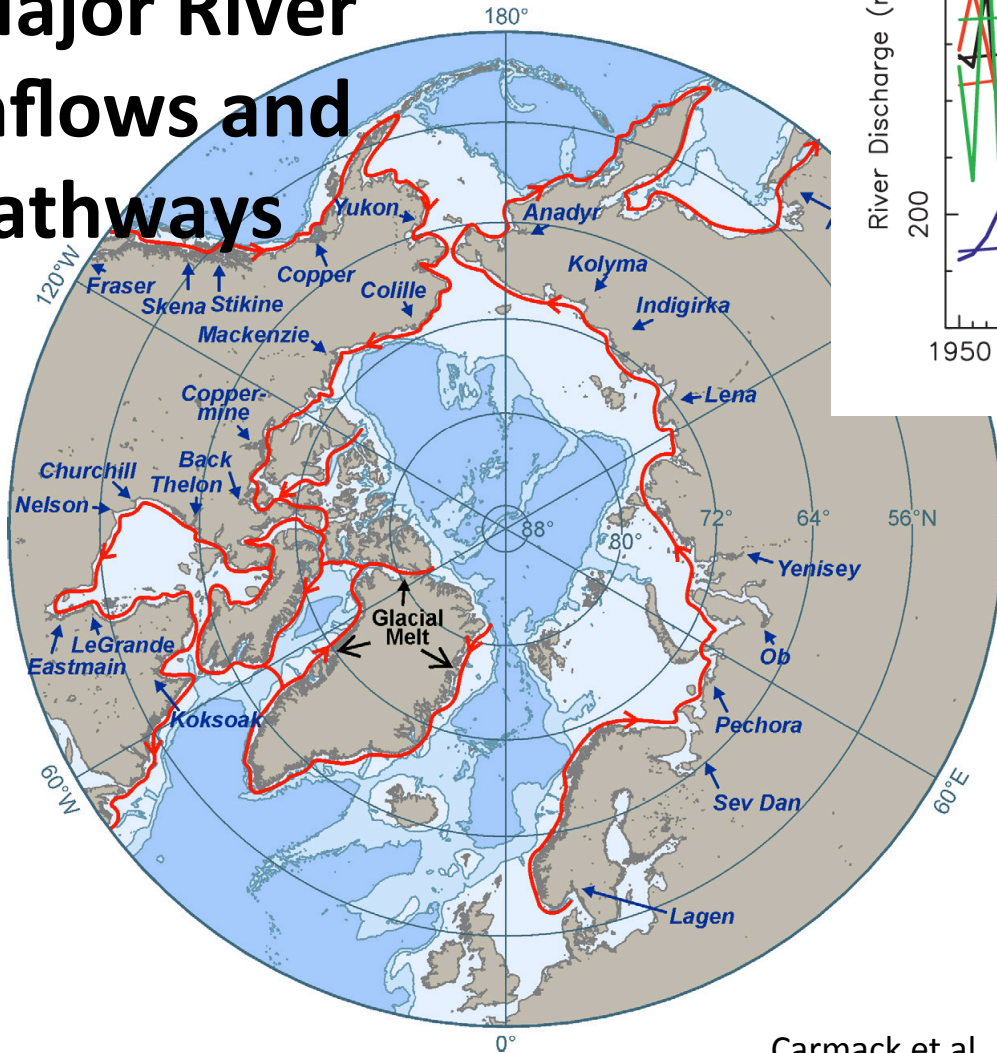 ajor River
nflows and
athways
180°
River Discharge
200
1950
120°W
Yukon
Anadyr
Fraser
Skena
Stikine
Copper
Colille
Kolyma
Indigirka
Mackenzie
Lena
Copper-
mine
Churchill
Back
Thelon
Nelson
88°
80°
72°
64°
56°N
Yenisey
Glacial
Melt
LeGrande
Eastmain
Ob
Koksoak
Pechora
60°W
Sev Dan
60°E
Lagen
0°
Carmack et al